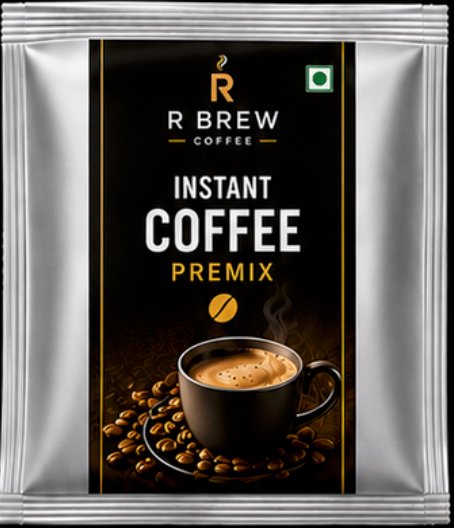 R
R BREW
COFFEE
INSTANT
COFFEE
PREMIX